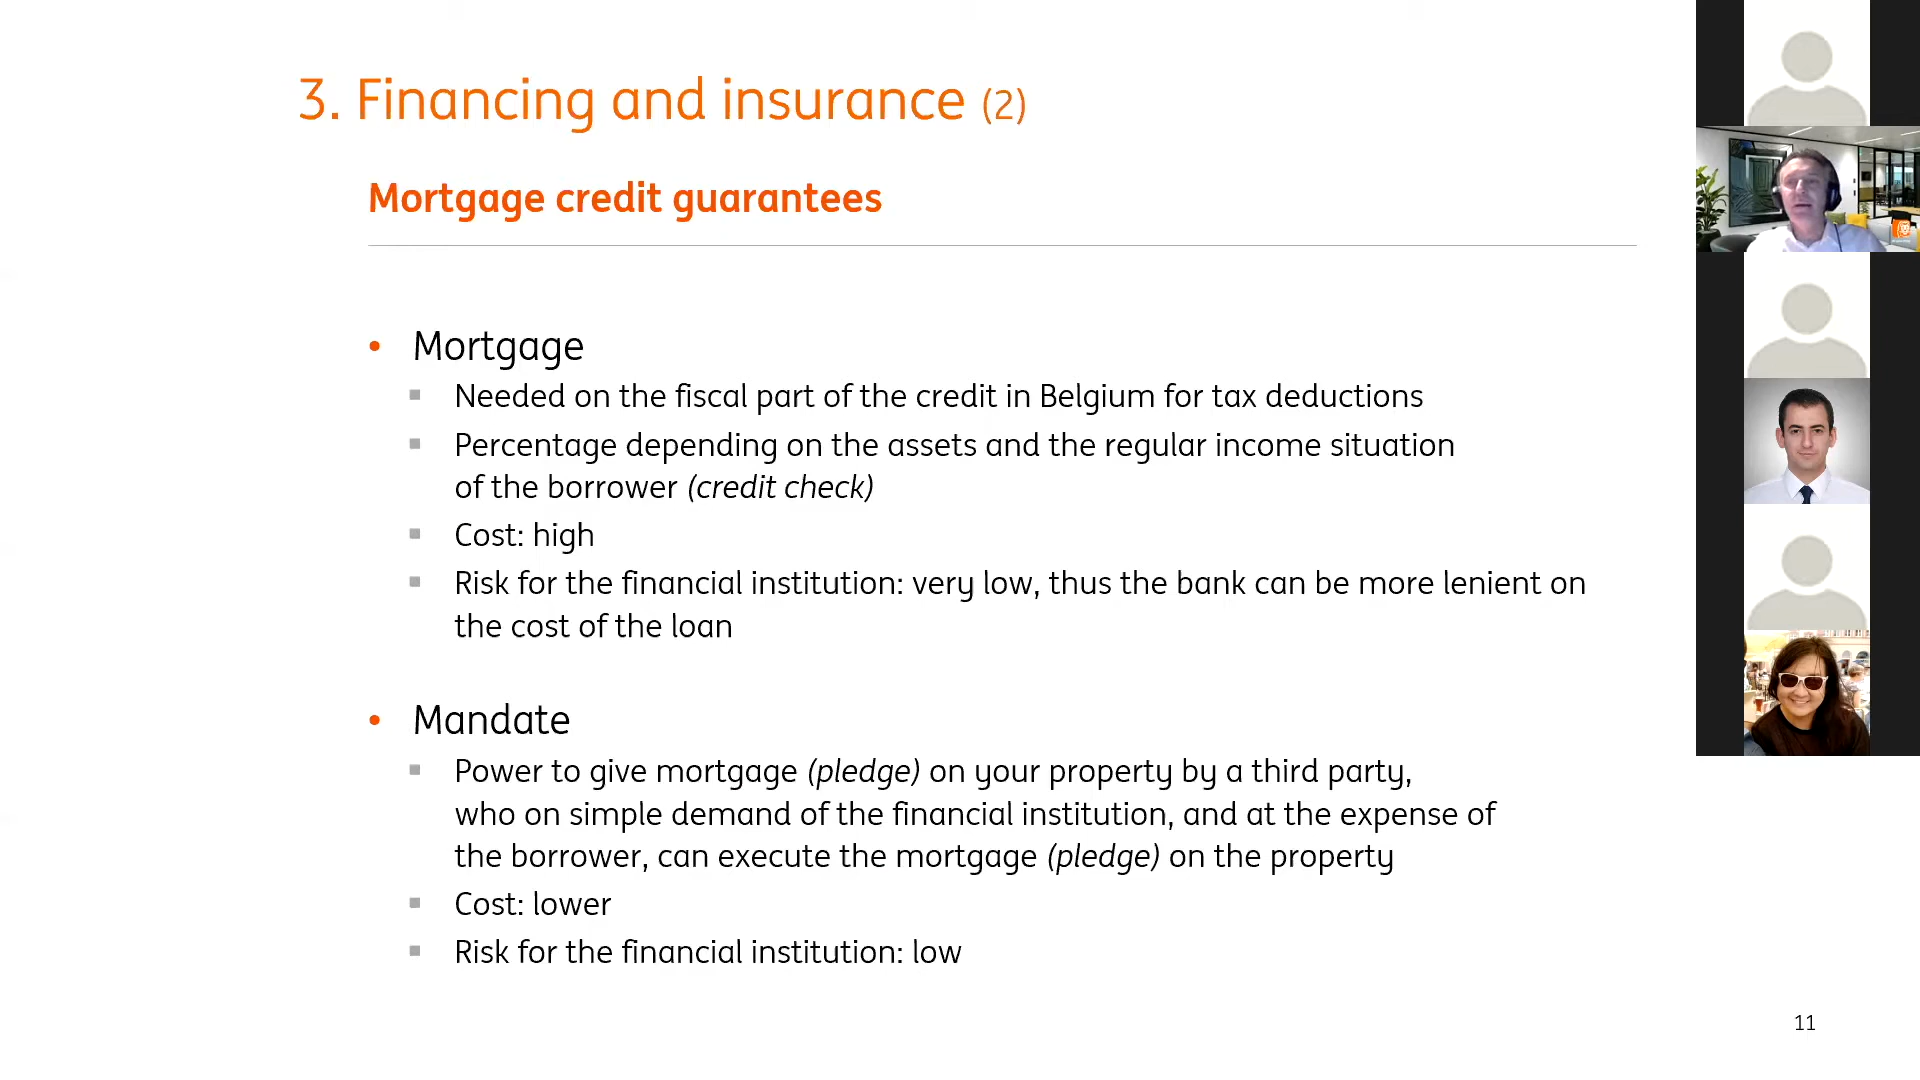 3. Financing and insurance (2)
Mortgage credit guarantees
• Mortgage
▪ Needed on the fiscal part of the credit in Belgium for tax deductions
▪ Percentage depending on the assets and the regular income situation
of the borrower (credit check)
▪ Cost: high
▪ Risk for the financial institution: very low, thus the bank can be more lenient on
the cost of the loan
• Mandate
▪ Power to give mortgage (pledge) on your property by a third party,
who on simple demand of the financial institution, and at the expense of
the borrower, can execute the mortgage (pledge) on the property
▪ Cost: lower
▪ Risk for the financial institution: low
11